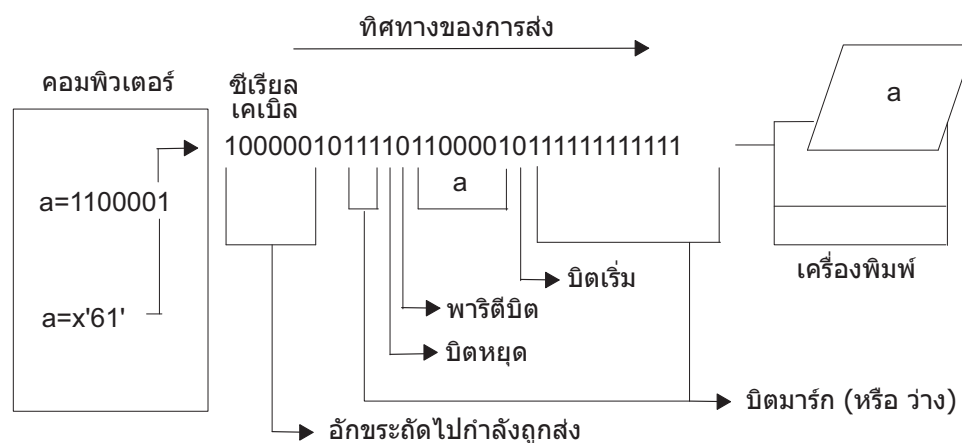 ทิศทางของการส่ง
คอมพิวเตอร์
ซีเรียล
เคเบิล
a
1000001011110110000101111111111111
a
a=1100001
เครื่องพิมพ์
บิตเริ่ม
a=x'61'
พาริตีบิต
บิตหยุด
บิตมาร์ก (หรือ ว่าง)
อักขระถัดไปกำลังถูกส่ง